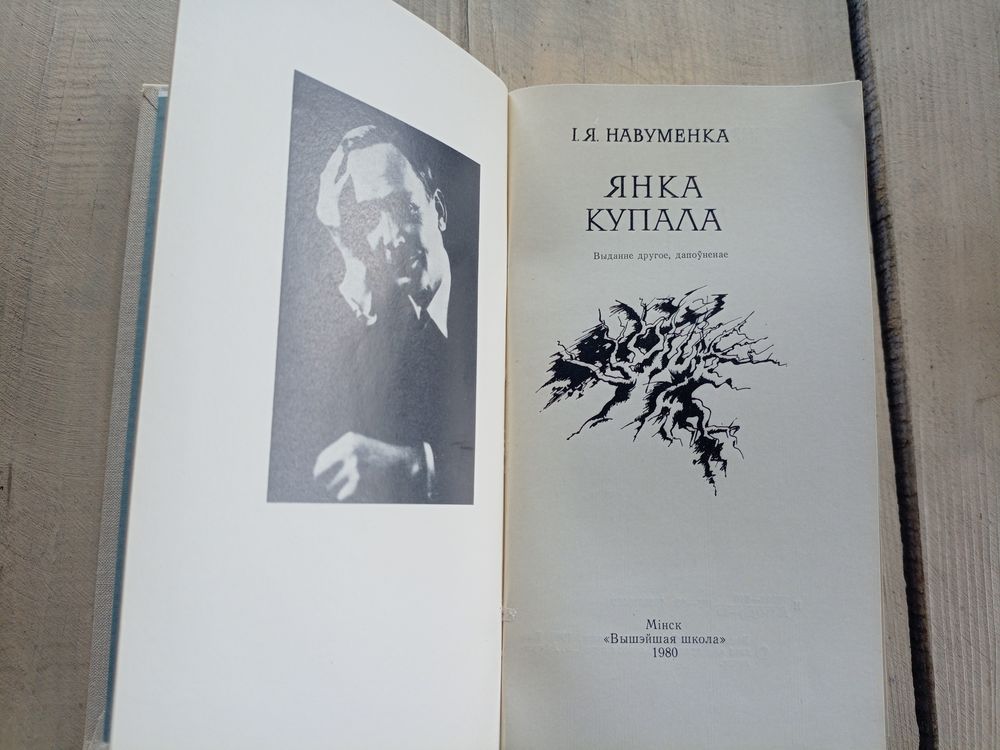 І. Я. НАВУМЕНКА
ЯНКА
КУПАЛА
Выданне другое, дапоўненае
Мінск
«Вышэйшая школа»
1980